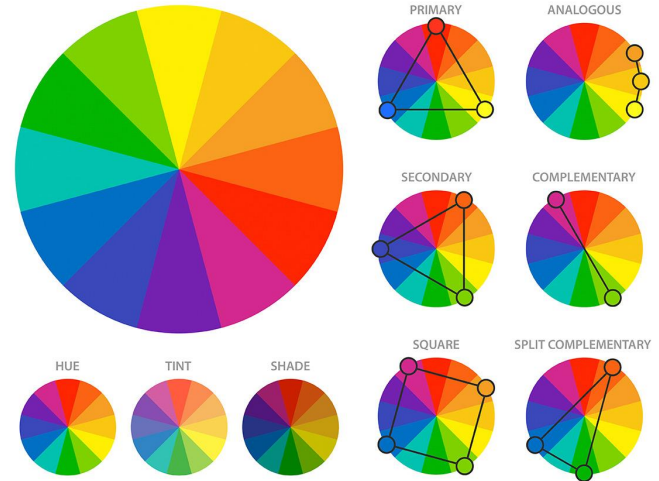 PRIMARY
ANALOGOUS
SECONDARY
COMPLEMENTARY
SQUARE
SPLIT COMPLEMENTARY
HUE
TINT
SHADE